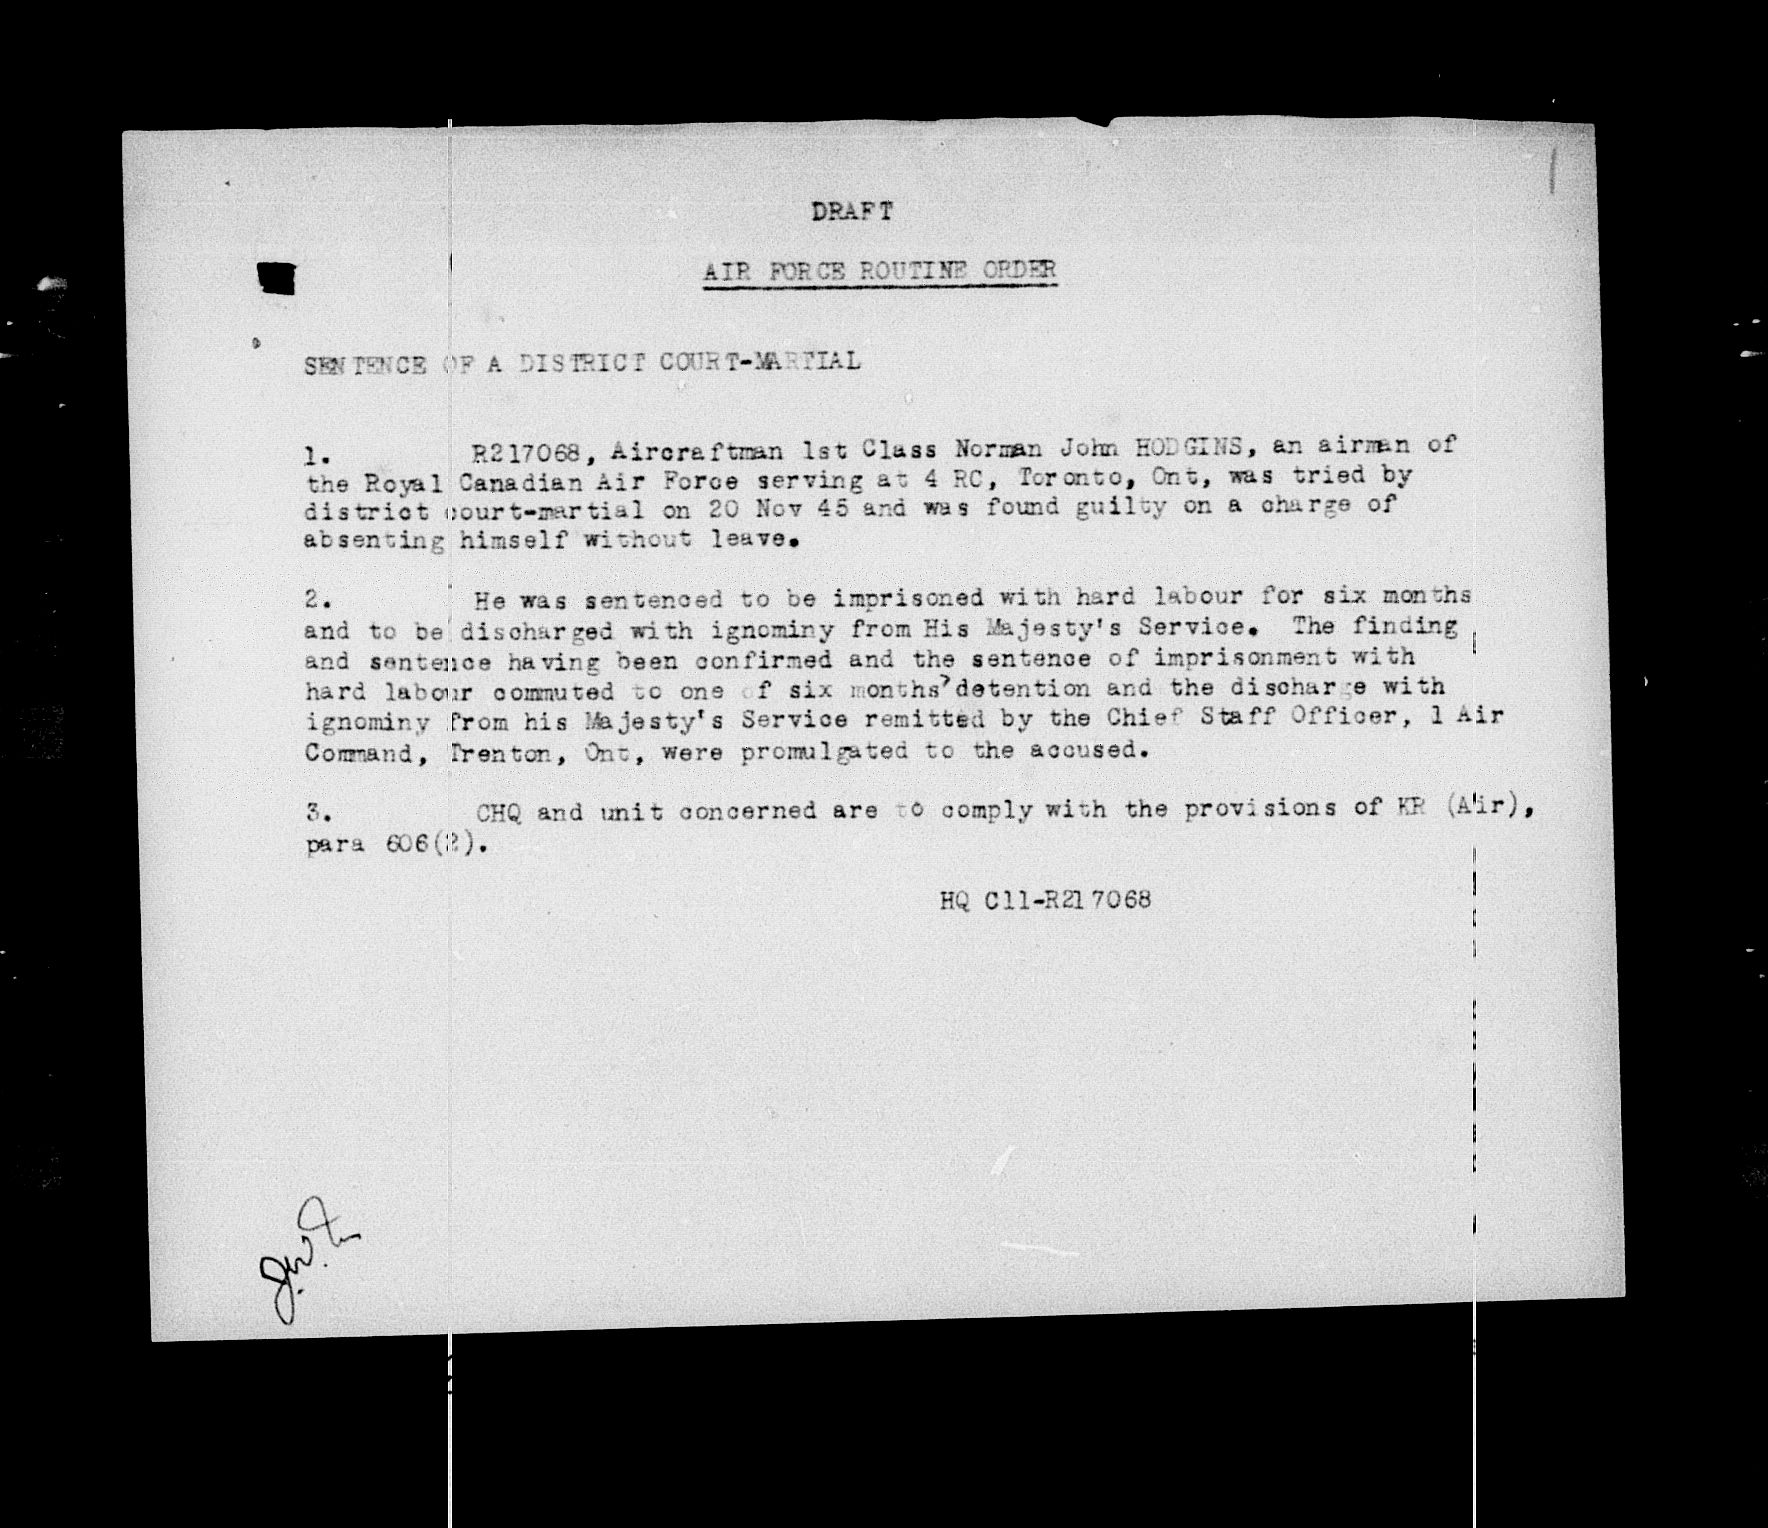 DRAFT
AIR FORCE ROUTINE ORDER
SENTENCE OF A DISTRICT COURT-MARTIAL
1. R217068, Aircraftman 1st Class Norman John HODGINS, an airman of
the Royal Canadian Air Force serving at 4 RC, Toronto, Ont, was tried by
district court-martial on 20 Nov 45 and was found guilty on a charge of
absenting himself without leave.
2. He was sentenced to be imprisoned with hard labour for six months
and to be discharged with ignominy from His Majesty's Service. The finding
and sentence having been confirmed and the sentence of imprisonment with
hard labour commuted to one of six months' detention and the discharge with
ignominy from his Majesty's Service remitted by the Chief Staff Officer, 1 Air
Command, Trenton, Ont, were promulgated to the accused.
3. CHQ and unit concerned are to comply with the provisions of KR (Air),
para 606(2).
HQ C11-R217068